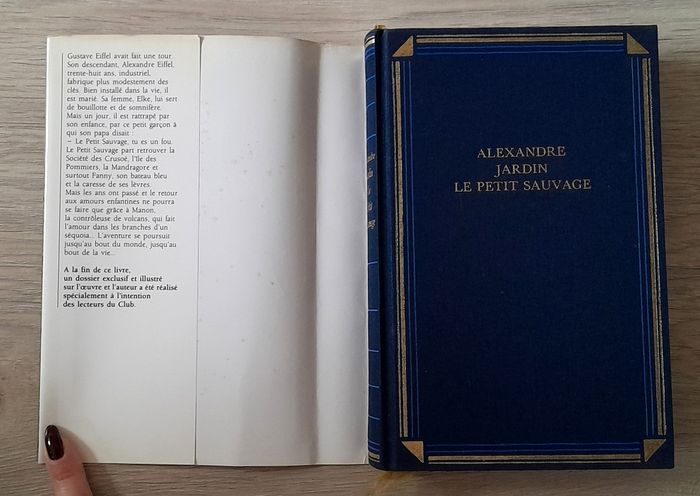 Gustave Eiffel avait fait une tour.
Son descendant, Alexandre Eiffel,
trente-huit ans, industriel,
fabrique plus modestement des
clés. Bien installé dans la vie, il
est marié. Sa femme, Elke, lui sert
de bouillotte et de somnifère.
Mais un jour, il est rattrapé par
son enfance, par ce petit garçon à
qui son papa disait :
– Le Petit Sauvage, tu es un fou.
Le Petit Sauvage part retrouver la
Société des Crusoé, l'Ile des
Pommiers, la Mandragore et
surtout Fanny, son bateau bleu
et la caresse de ses lèvres.
Mais les ans ont passé et le retour
aux amours enfantines ne pourra
se faire que grâce à Manon,
la contrôleuse de volcans, qui fait
l'amour dans les branches d'un
séquoia... L'aventure se poursuit
jusqu'au bout du monde, jusqu'au
bout de la vie...
A la fin de ce livre,
un dossier exclusif et illustré
sur l'œuvre et l'auteur a été réalisé
spécialement à l'intention
des lecteurs du Club.
ALEXANDRE
JARDIN
LE PETIT SAUVAGE